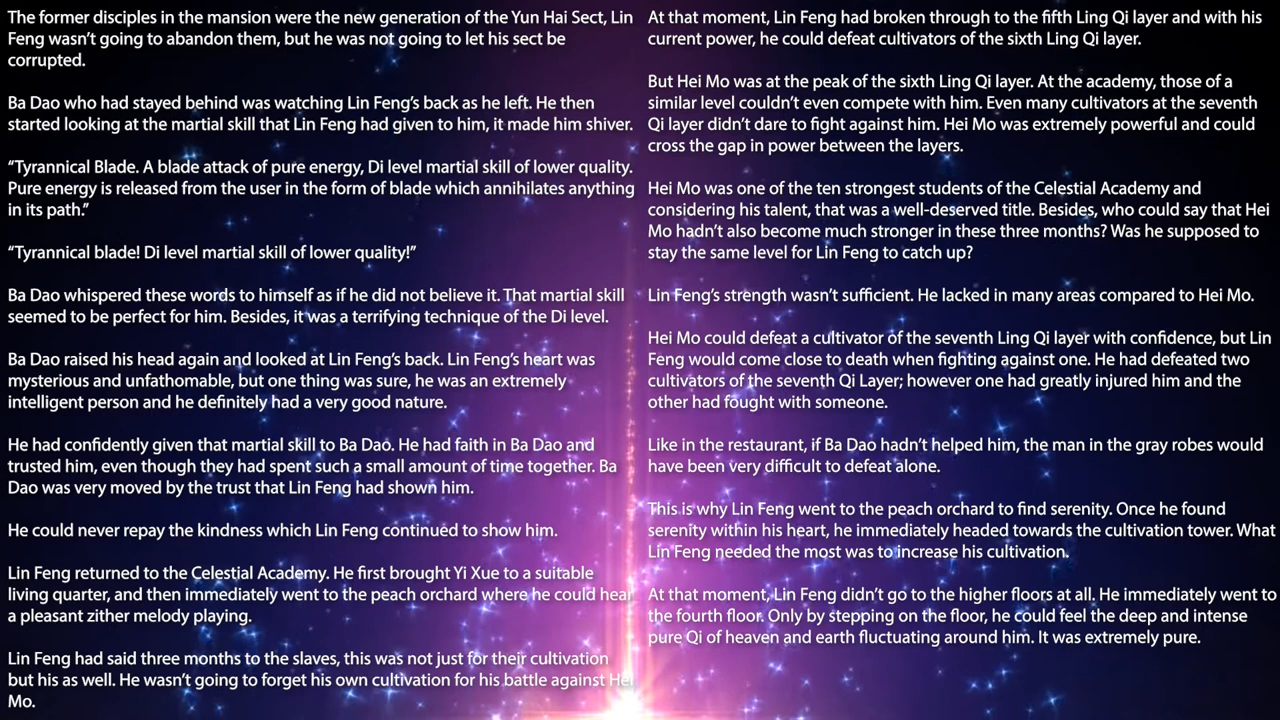 The former disciples in the mansion were the new generation of the Yun Hai Sect, Lin
Feng wasn’t going to abandon them, but he was not going to let his sect be
corrupted.
Ba Dao who had stayed behind was watching Lin Feng’s back as he left. He then
started looking at the martial skill that Lin Feng had given to him, it made him shiver.
“Tyrannical Blade. A blade attack of pure energy, Di level martial skill of lower quality.
Pure energy is released from the user in the form of blade which annihilates anything
in its path.”
“Tyrannical blade! Di level martial skill of lower quality!”
Ba Dao whispered these words to himself as if he did not believe it. That martial skill
seemed to be perfect for him. Besides, it was a terrifying technique of the Di level.
Ba Dao raised his head again and looked at Lin Feng’s back. Lin Feng’s heart was
mysterious and unfathomable, but one thing was sure, he was an extremely
intelligent person and he definitely had a very good nature.
He had confidently given that martial skill to Ba Dao. He had faith in Ba Dao and
trusted him, even though they had spent such a small amount of time together. Ba
Dao was very moved by the trust that Lin Feng had shown him.
He could never repay the kindness which Lin Feng continued to show him.
Lin Feng returned to the Celestial Academy. He first brought Yi Xue to a suitable
living quarter, and then immediately went to the peach orchard where he could hear
a pleasant zither melody playing.
Lin Feng had said three months to the slaves, this was not just for their cultivation
but his as well. He wasn’t going to forget his own cultivation for his battle against Hei
Mo.
At that moment, Lin Feng had broken through to the fifth Ling Qi layer and with his
current power, he could defeat cultivators of the sixth Ling Qi layer.
But Hei Mo was at the peak of the sixth Ling Qi layer. At the academy, those of a
similar level couldn’t even compete with him. Even many cultivators at the seventh
Qi layer didn’t dare to fight against him. Hei Mo was extremely powerful and could
cross the gap in power between the layers.
Hei Mo was one of the ten strongest students of the Celestial Academy and
considering his talent, that was a well-deserved title. Besides, who could say that Hei
Mo hadn’t also become much stronger in these three months? Was he supposed to
stay the same level for Lin Feng to catch up?
Lin Feng’s strength wasn’t sufficient. He lacked in many areas compared to Hei Mo.
Hei Mo could defeat a cultivator of the seventh Ling Qi layer with confidence, but Lin
Feng would come close to death when fighting against one. He had defeated two
cultivators of the seventh Qi Layer; however one had greatly injured him and the
other had fought with someone.
Like in the restaurant, if Ba Dao hadn’t helped him, the man in the gray robes would
have been very difficult to defeat alone.
This is why Lin Feng went to the peach orchard to find serenity. Once he found
serenity within his heart, he immediately headed towards the cultivation tower. What
Lin Feng needed the most was to increase his cultivation.
At that moment, Lin Feng didn’t go to the higher floors at all. He immediately went to
the fourth floor. Only by stepping on the floor, he could feel the deep and intense
pure Qi of heaven and earth fluctuating around him. It was extremely pure.